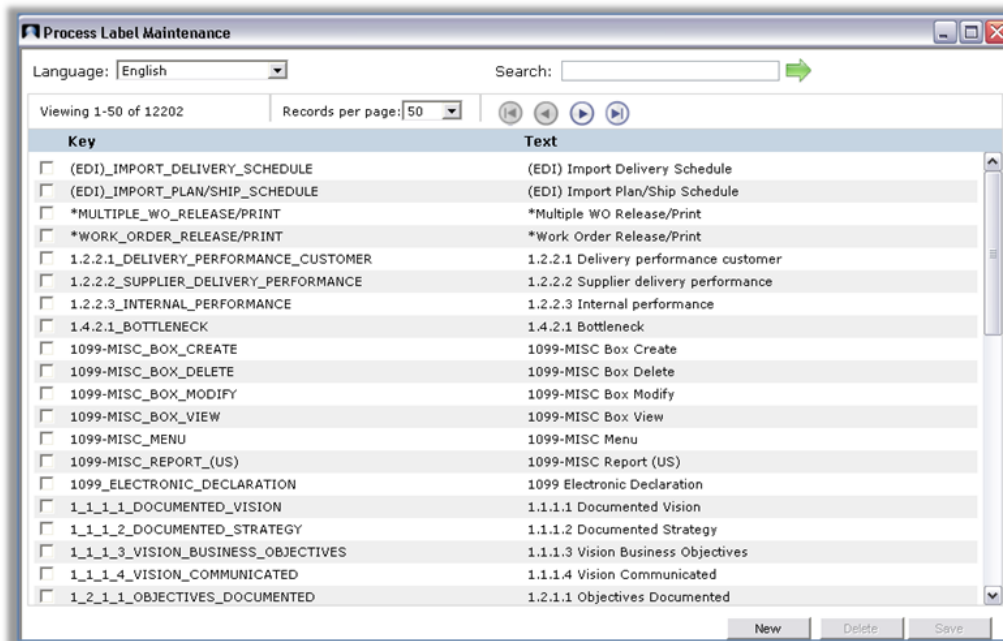 Process Label Maintenance
Language: English Search:
Viewing 1-50 of 12202 Records per page: 50
Key Text
(EDI)_IMPORT_DELIVERY_SCHEDULE (EDI) Import Delivery Schedule
(EDI)_IMPORT_PLAN/SHIP_SCHEDULE (EDI) Import Plan/Ship Schedule
*MULTIPLE_WO_RELEASE/PRINT *Multiple WO Release/Print
*WORK_ORDER_RELEASE/PRINT *Work Order Release/Print
1.2.2.1_DELIVERY_PERFORMANCE_CUSTOMER 1.2.2.1 Delivery performance customer
1.2.2.2_SUPPLIER_DELIVERY_PERFORMANCE 1.2.2.2 Supplier delivery performance
1.2.2.3_INTERNAL_PERFORMANCE 1.2.2.3 Internal performance
1.4.2.1_BOTTLENECK 1.4.2.1 Bottleneck
1099-MISC_BOX_CREATE 1099-MISC Box Create
1099-MISC_BOX_DELETE 1099-MISC Box Delete
1099-MISC_BOX_MODIFY 1099-MISC Box Modify
1099-MISC_BOX_VIEW 1099-MISC Box View
1099-MISC_MENU 1099-MISC Menu
1099-MISC_REPORT_(US) 1099-MISC Report (US)
1099_ELECTRONIC_DECLARATION 1099 Electronic Declaration
1_1_1_1_DOCUMENTED_VISION 1.1.1.1 Documented Vision
1_1_1_2_DOCUMENTED_STRATEGY 1.1.1.2 Documented Strategy
1_1_1_3_VISION_BUSINESS_OBJECTIVES 1.1.1.3 Vision Business Objectives
1_1_1_4_VISION_COMMUNICATED 1.1.1.4 Vision Communicated
1_2_1_1_OBJECTIVES_DOCUMENTED 1.2.1.1 Objectives Documented
New Delete Save